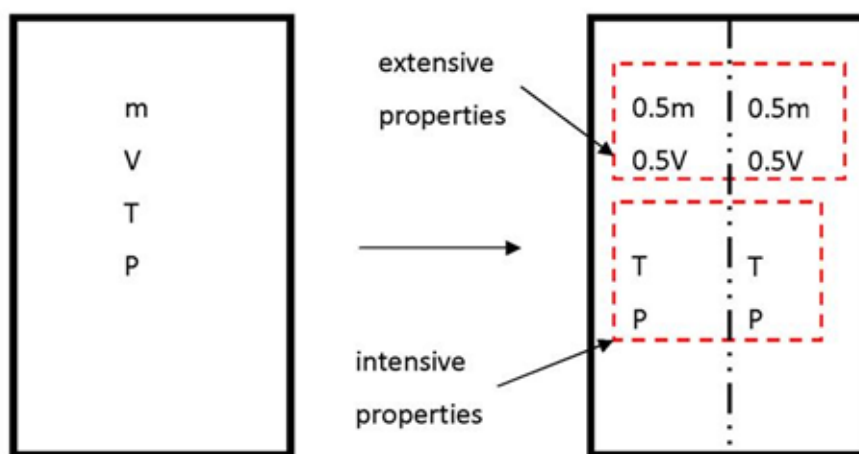 m
V
T
P
extensive
properties
intensive
properties
0.5m 0.5m
0.5V 0.5V
T T
P P